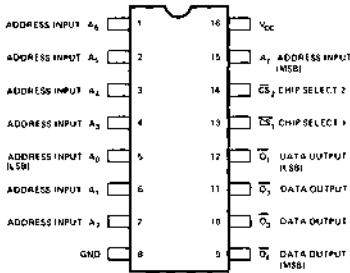 ADDRESS INPUT A6 1
ADDRESS INPUT A5 2
ADDRESS INPUT A4 3
ADDRESS INPUT A3 4
ADDRESS INPUT A0 5
(LSB)
ADDRESS INPUT A1 6
ADDRESS INPUT A2 7
GND 8
16 VCC
15 A7 ADDRESS INPUT
(MSB)
14 CS2 CHIP SELECT 2
13 CS1 CHIP SELECT 1
12 O1 DATA OUTPUT
(LSB)
11 O2 DATA OUTPUT
10 O3 DATA OUTPUT
9 O4 DATA OUTPUT
(MSB)